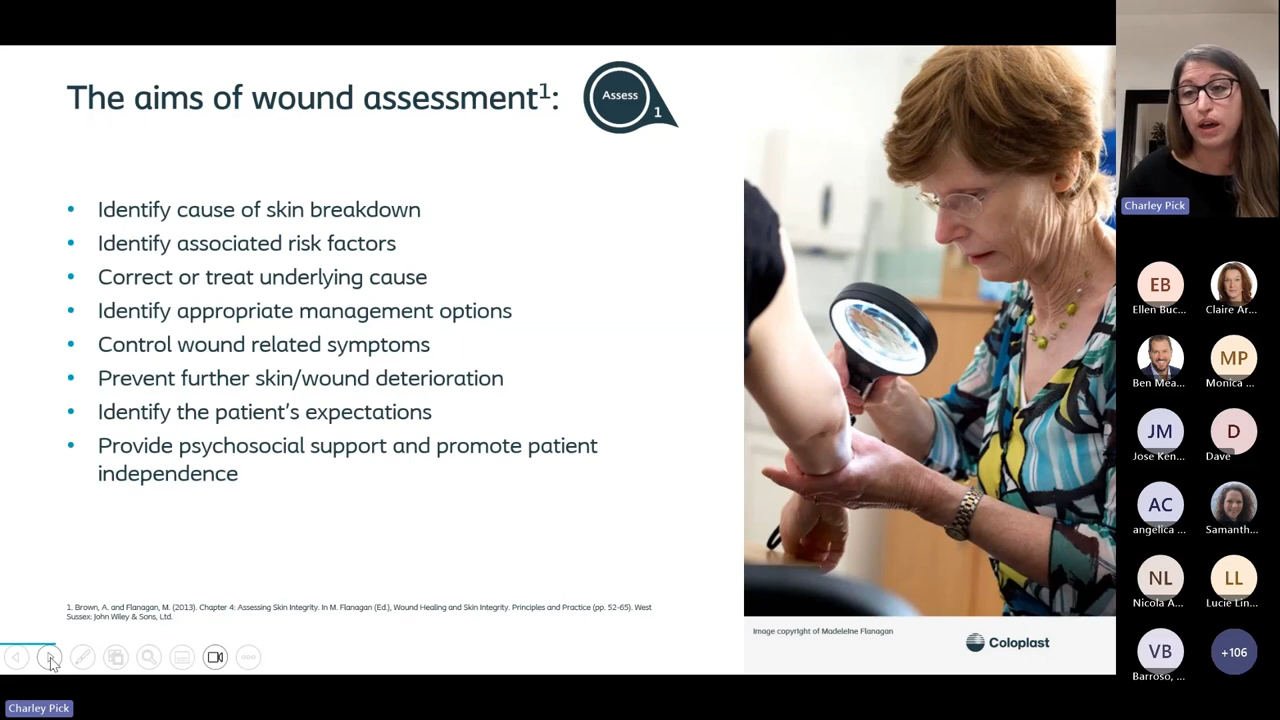 The aims of wound assessment1:
Assess
1
Identify cause of skin breakdown
Identify associated risk factors
Correct or treat underlying cause
Identify appropriate management options
Control wound related symptoms
Prevent further skin/wound deterioration
Identify the patient's expectations
Provide psychosocial support and promote patient
independence
1. Brown, A. and Flanagan, M. (2013). Chapter 4: Assessing Skin Integrity. In M. Flanagan (Ed.), Wound Healing and Skin Integrity. Principles and Practice (pp. 52-65). West
Sussex: John Wiley & Sons, Ltd.
Image copyright of Madeleine Flanagan
Coloplast
Charley Pick
EB
Ellen Buc...
Claire Ar...
Ben Mea...
MP
Monica ...
JM
Jose Ken...
D
Dave
AC
angelica ...
Samanth...
NL
Nicola A...
LL
Lucie Lin...
VB
Barroso, ...
+106
Charley Pick